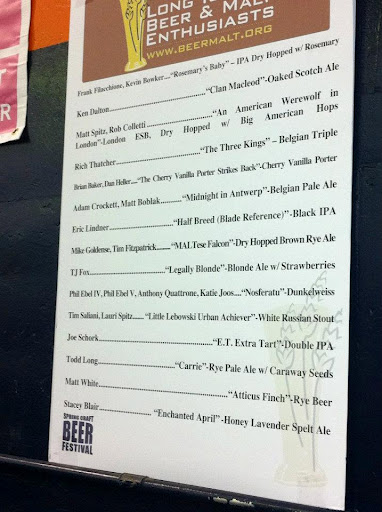 Beer & Malt
Enthusiasts
www.beermalt.org
Frank Filacchione, Kevin Bowker....."Rosemary's Baby" – IPA Dry Hopped w/ Rosemary
Ken Dalton..............................."Clan Macleod"-Oaked Scotch Ale
Matt Spitz, Rob Colletti ........................."An American Werewolf in
London"-London ESB, Dry Hopped w/ Big American Hops
Rich Thatcher............................"The Three Kings" – Belgian Triple
Brian Baker, Dan Heller...."The Cherry Vanilla Porter Strikes Back"-Cherry Vanilla Porter
Adam Crockett, Matt Boblak............"Midnight in Antwerp"-Belgian Pale Ale
Eric Lindner............................"Half Breed (Blade Reference)"-Black IPA
Mike Goldense, Tim Fitzpatrick.........."MALTese Falcon"-Dry Hopped Brown Rye Ale
TJ Fox............................"Legally Blonde"-Blonde Ale w/ Strawberries
Phil Ebel IV, Phil Ebel V, Anthony Quattrone, Katie Joos...."Nosferatu"-Dunkelweiss
Tim Saliani, Lauri Spitz....... "Little Lebowski Urban Achiever"-White Russian Stout
Joe Schork......................................"E.T. Extra Tart"-Double IPA
Todd Long............................"Carrie"-Rye Pale Ale w/ Caraway Seeds
Matt White........................................"Atticus Finch"-Rye Beer
Stacey Blair.................. "Enchanted April" -Honey Lavender Spelt Ale
SPRING CRAFT
BEER
FESTIVAL